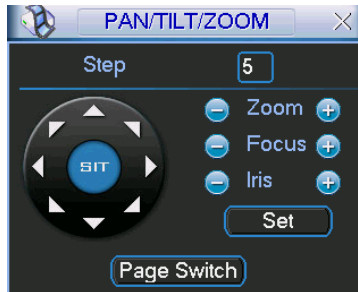 PAN/TILT/ZOOM
Step 5
Zoom
Focus
SIT
Iris
Set
Page Switch